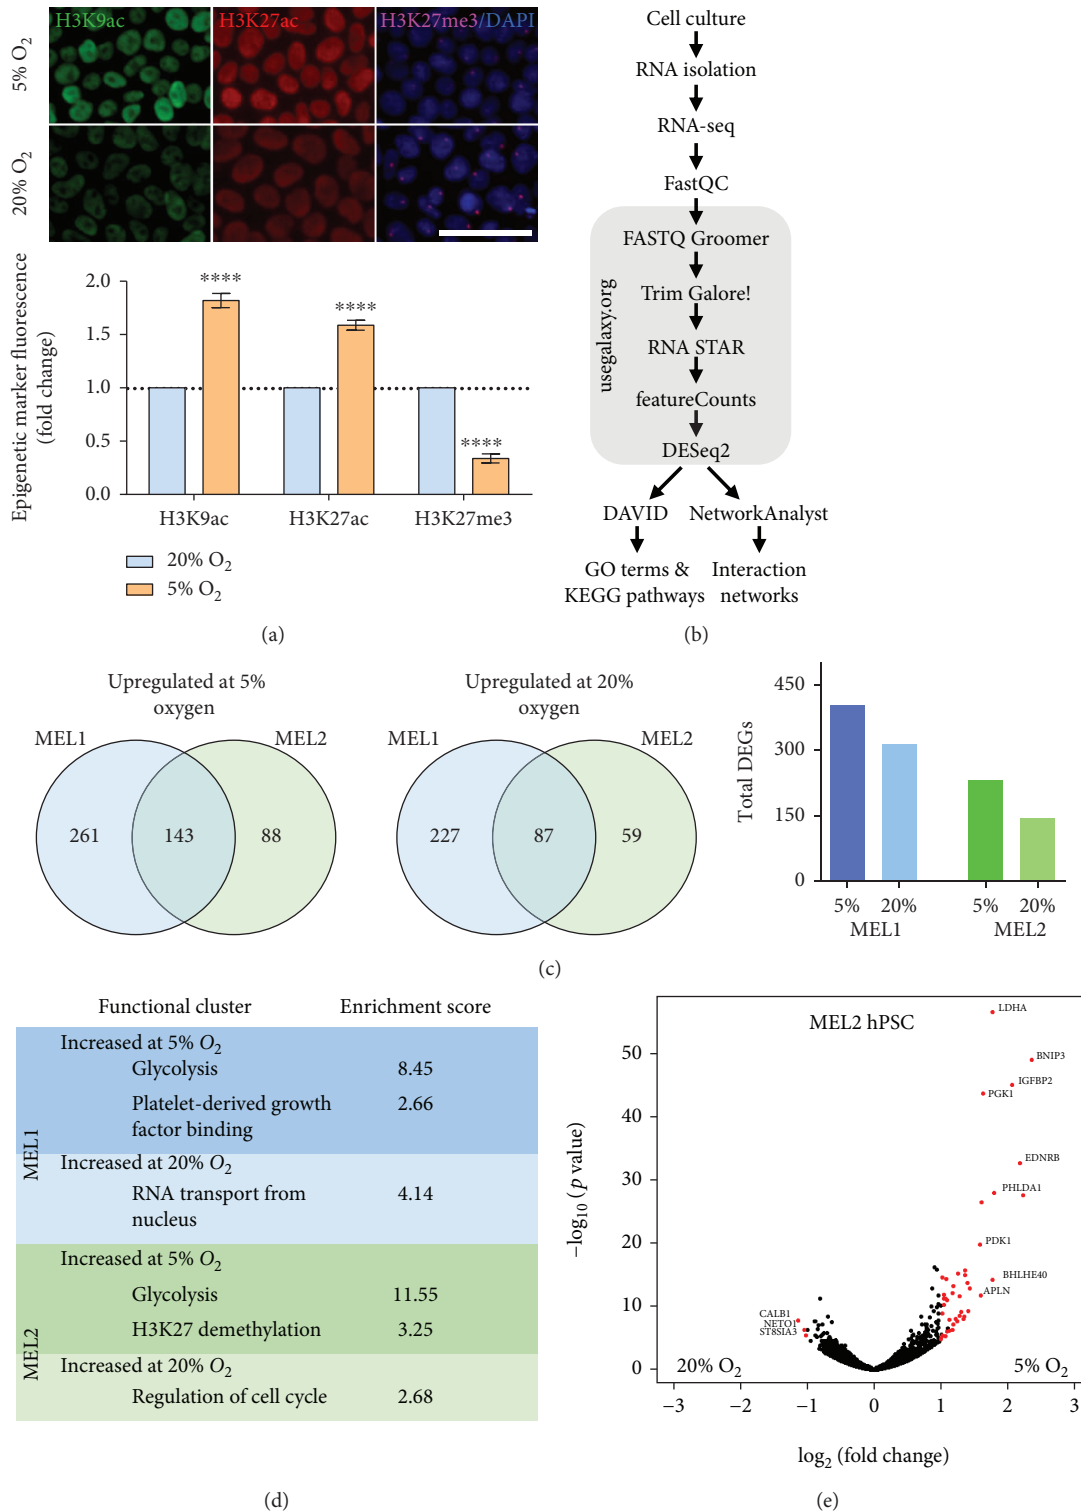 H3K9ac
H3K27ac
H3K27me3/DAPI
5% O2
20% O2
Epigenetic marker fluorescence
(fold change)
2.0
1.5
1.0
0.5
0.0
****
****
****
H3K9ac
H3K27ac
H3K27me3
20% O2
5% O2
(a)
Cell culture
RNA isolation
RNA-seq
FastQC
usegalaxy.org
FASTQ Groomer
Trim Galore!
RNA STAR
featureCounts
DESeq2
DAVID
NetworkAnalyst
GO terms &
KEGG pathways
Interaction
networks
(b)
Upregulated at 5%
oxygen
MEL1
MEL2
261
143
88
Upregulated at 20%
oxygen
MEL1
MEL2
227
87
59
Total DEGs
450
300
150
0
5%
20%
5%
20%
MEL1
MEL2
(c)
Functional cluster
Enrichment score
MEL1
Increased at 5% O2
Glycolysis
8.45
Platelet-derived growth
factor binding
2.66
Increased at 20% O2
RNA transport from
nucleus
4.14
MEL2
Increased at 5% O2
Glycolysis
11.55
H3K27 demethylation
3.25
Increased at 20% O2
Regulation of cell cycle
2.68
(d)
MEL2 hPSC
−log10 (p value)
50
40
30
20
10
0
LDHA
BNIP3
IGFBP2
PGK1
EDNRB
PHLDA1
PDK1
BHLHE40
APLN
CALB1
NETO1
ST8SIA3
20% O2
5% O2
−3
−2
−1
0
1
2
3
log2 (fold change)
(e)